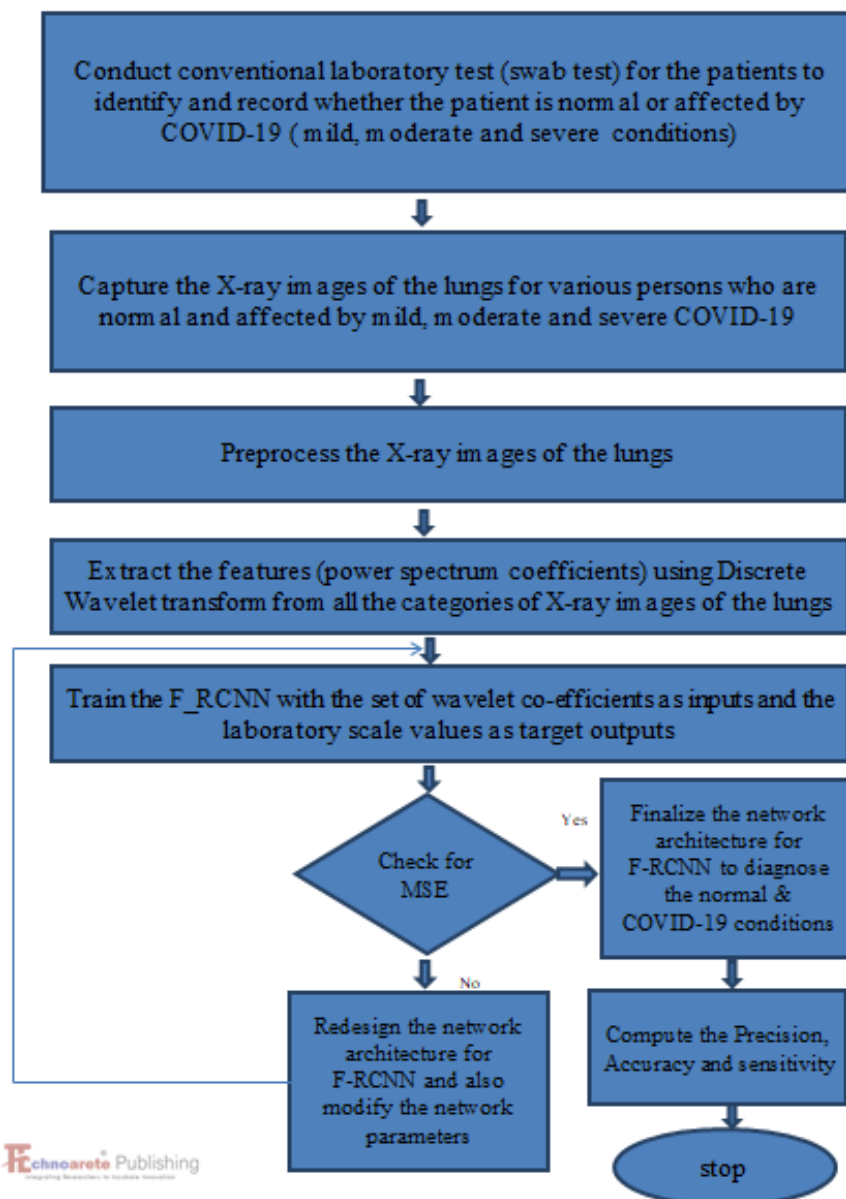 Conduct conventional laboratory test (swab test) for the patients to
identify and record whether the patient is normal or affected by
COVID-19 ( mild, moderate and severe conditions)
Capture the X-ray images of the lungs for various persons who are
normal and affected by mild, moderate and severe COVID-19
Preprocess the X-ray images of the lungs
Extract the features (power spectrum coefficients) using Discrete
Wavelet transform from all the categories of X-ray images of the lungs
Train the F_RCNN with the set of wavelet co-efficients as inputs and the
laboratory scale values as target outputs
Check for
MSE
Yes
Finalize the network
architecture for
F-RCNN to diagnose
the normal &
COVID-19 conditions
No
Redesign the network
architecture for
F-RCNN and also
modify the network
parameters
Compute the Precision,
Accuracy and sensitivity
stop
TEchnoarete® Publishing
Integrating Researchers to Incubate Innovation